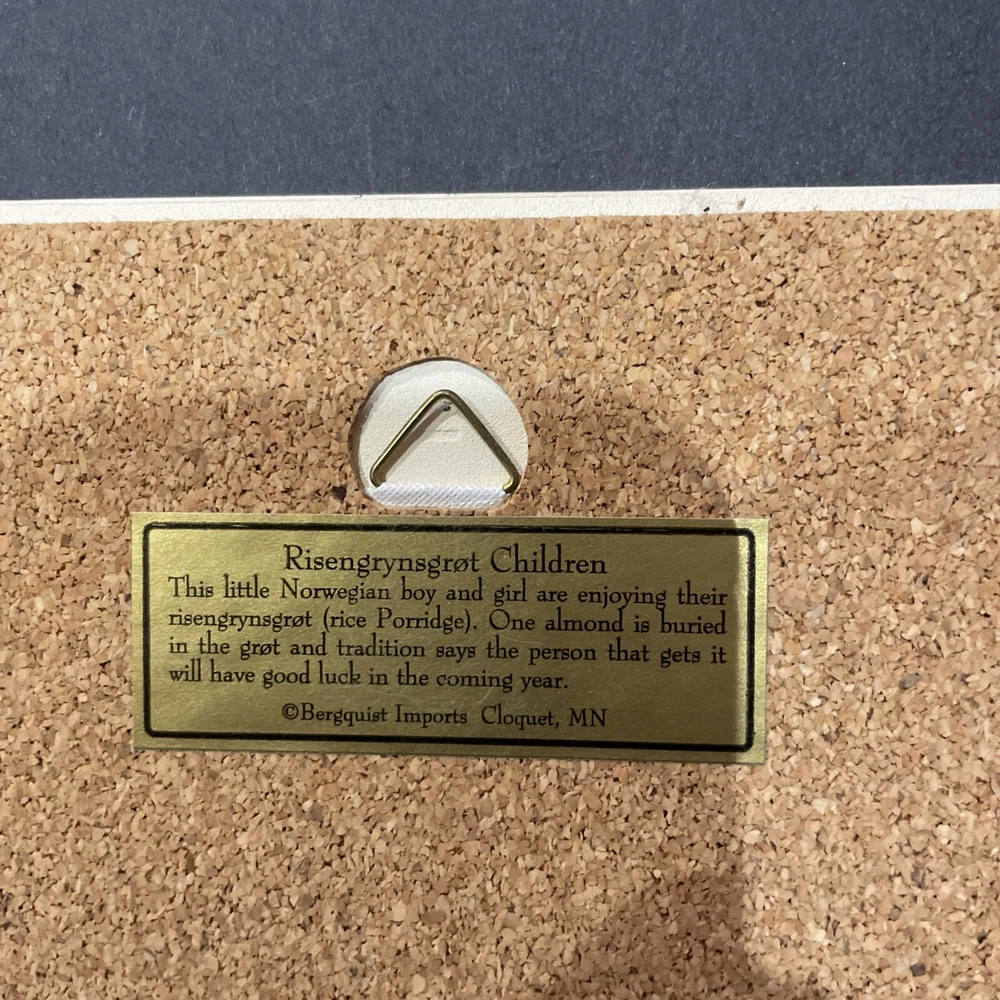 Risengrynsgrøt Children
This little Norwegian boy and girl are enjoying their
risengrynsgrøt (rice Porridge). One almond is buried
in the grøt and tradition says the person that gets it
will have good luck in the coming year.
©Bergquist Imports Cloquet, MN